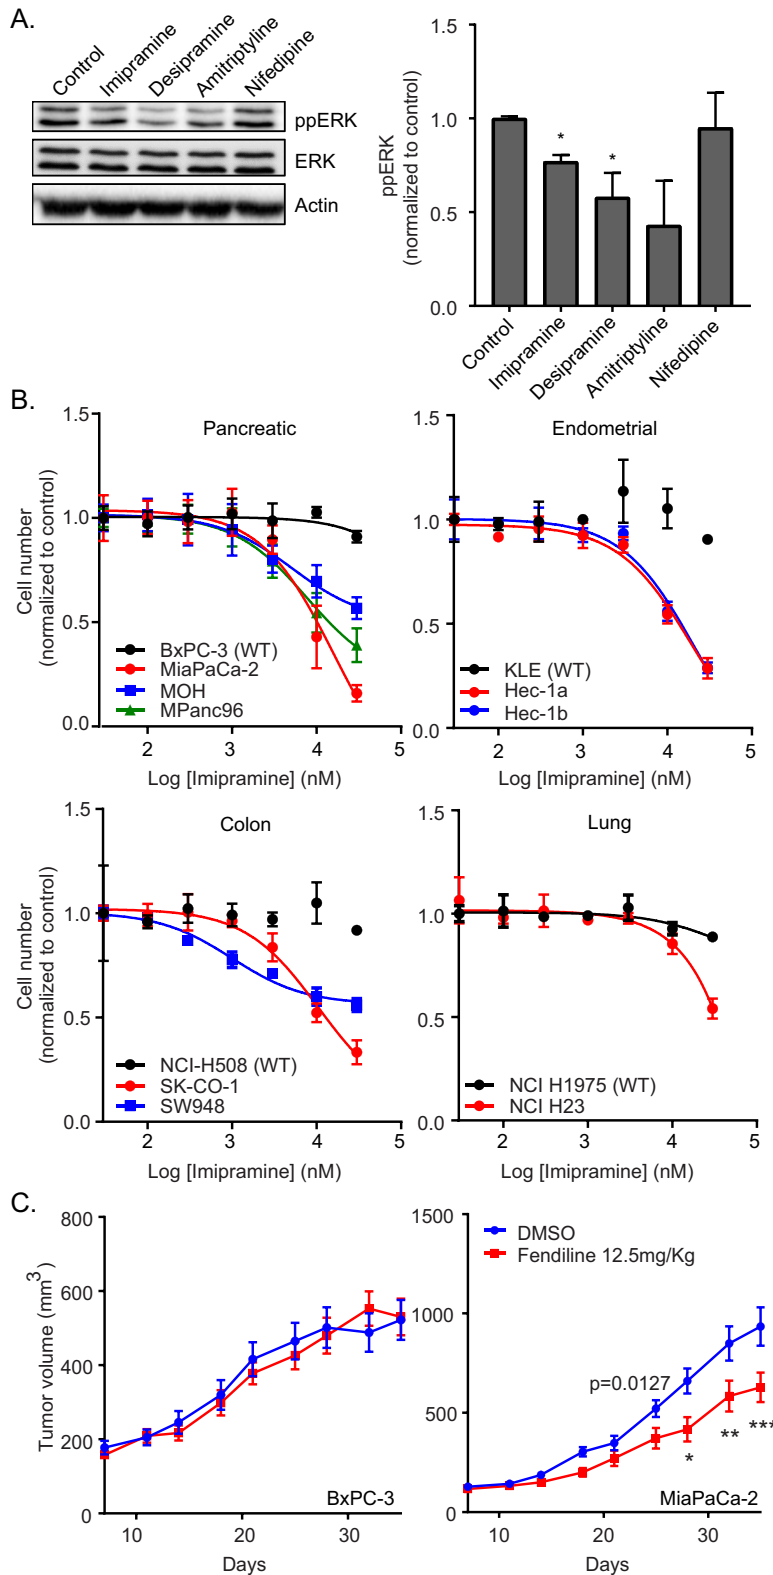 A.
Control
Imipramine
Desipramine
Amitriptyline
Nifedipine
ppERK
ERK
Actin
ppERK
(normalized to control)
1.5
1.0
0.5
0.0
*
*
Control
Imipramine
Desipramine
Amitriptyline
Nifedipine
B.
Pancreatic
Cell number
(normalized to control)
1.5
1.0
0.5
0.0
BxPC-3 (WT)
MiaPaCa-2
MOH
MPanc96
2 3 4 5
Log [Imipramine] (nM)
Endometrial
1.5
1.0
0.5
0.0
KLE (WT)
Hec-1a
Hec-1b
2 3 4 5
Log [Imipramine] (nM)
Colon
Cell number
(normalized to control)
1.5
1.0
0.5
0.0
NCI-H508 (WT)
SK-CO-1
SW948
2 3 4 5
Log [Imipramine] (nM)
Lung
1.5
1.0
0.5
0.0
NCI H1975 (WT)
NCI H23
2 3 4 5
Log [Imipramine] (nM)
C.
Tumor volume (mm3)
800
600
400
200
0
BxPC-3
10 20 30
Days
1500
1000
500
0
DMSO
Fendiline 12.5mg/Kg
p=0.0127
*
**
***
MiaPaCa-2
10 20 30
Days